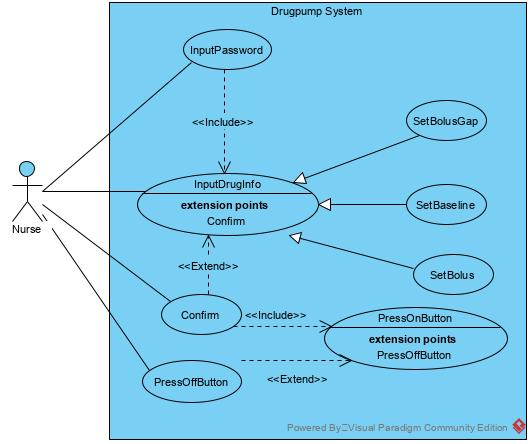 Drugpump System
InputPassword
<<Include>>
SetBolusGap
InputDrugInfo
extension points
Confirm
SetBaseline
Nurse
<<Extend>>
SetBolus
Confirm
<<Include>>
PressOnButton
extension points
PressOffButton
PressOffButton
<<Extend>>
Powered By Visual Paradigm Community Edition